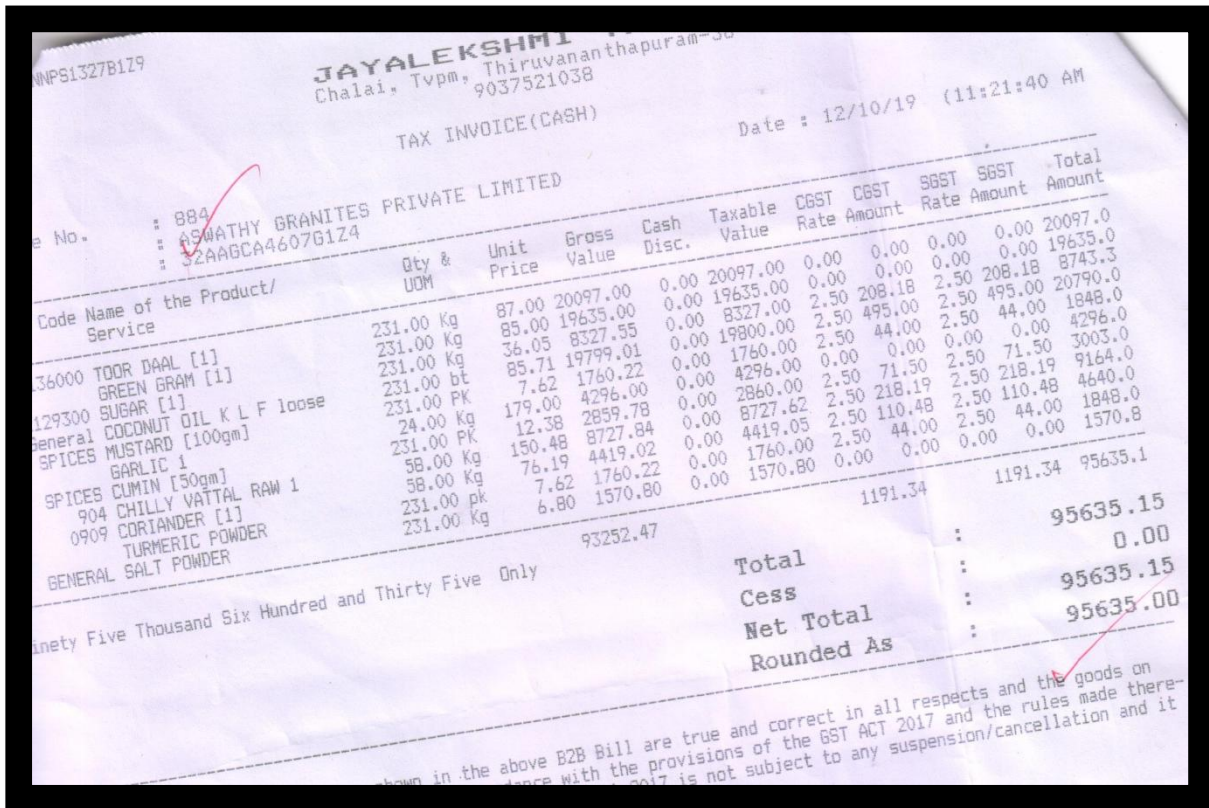 NNPS1327B1Z9
JAYALEKSHMI
Chalai, Tvpm, Thiruvananthapuram-36
9037521038
TAX INVOICE(CASH)
Date : 12/10/19 (11:21:40 AM
e No. : 884
: ASWATHY GRANITES PRIVATE LIMITED
: 32AAGCA4607G1Z4
Code Name of the Product/ Qty & Unit Gross Cash Taxable CGST CGST SGST SGST Total
Service UOM Price Value Disc. Value Rate Amount Rate Amount Amount
136000 TOOR DAAL [1] 231.00 Kg 87.00 20097.00 0.00 20097.00 0.00 0.00 0.00 0.00 20097.0
GREEN GRAM [1] 231.00 Kg 85.00 19635.00 0.00 19635.00 0.00 0.00 0.00 0.00 19635.0
129300 SUGAR [1] 231.00 Kg 36.05 8327.55 0.00 8327.00 2.50 208.18 2.50 208.18 8743.3
General COCONUT OIL K L F loose 231.00 bt 85.71 19799.01 0.00 19800.00 2.50 495.00 2.50 495.00 20790.0
SPICES MUSTARD [100gm] 231.00 PK 7.62 1760.22 0.00 1760.00 2.50 44.00 2.50 44.00 1848.0
GARLIC 1 24.00 Kg 179.00 4296.00 0.00 4296.00 0.00 0.00 0.00 0.00 4296.0
SPICES CUMIN [50gm] 231.00 PK 12.38 2859.78 0.00 2860.00 2.50 71.50 2.50 71.50 3003.0
904 CHILLY VATTAL RAW 1 58.00 Kg 150.48 8727.84 0.00 8727.62 2.50 218.19 2.50 218.19 9164.0
0909 CORIANDER [1] 58.00 Kg 76.19 4419.02 0.00 4419.05 2.50 110.48 2.50 110.48 4640.0
TURMERIC POWDER 231.00 pk 7.62 1760.22 0.00 1760.00 2.50 44.00 2.50 44.00 1848.0
GENERAL SALT POWDER 231.00 Kg 6.80 1570.80 0.00 1570.80 0.00 0.00 0.00 0.00 1570.8
93252.47 1191.34 1191.34 95635.1
inety Five Thousand Six Hundred and Thirty Five Only
Total : 95635.15
Cess : 0.00
Net Total : 95635.15
Rounded As : 95635.00
shown in the above B2B Bill are true and correct in all respects and the goods on
dance with the provisions of the GST ACT 2017 and the rules made there-
2017 is not subject to any suspension/cancellation and it